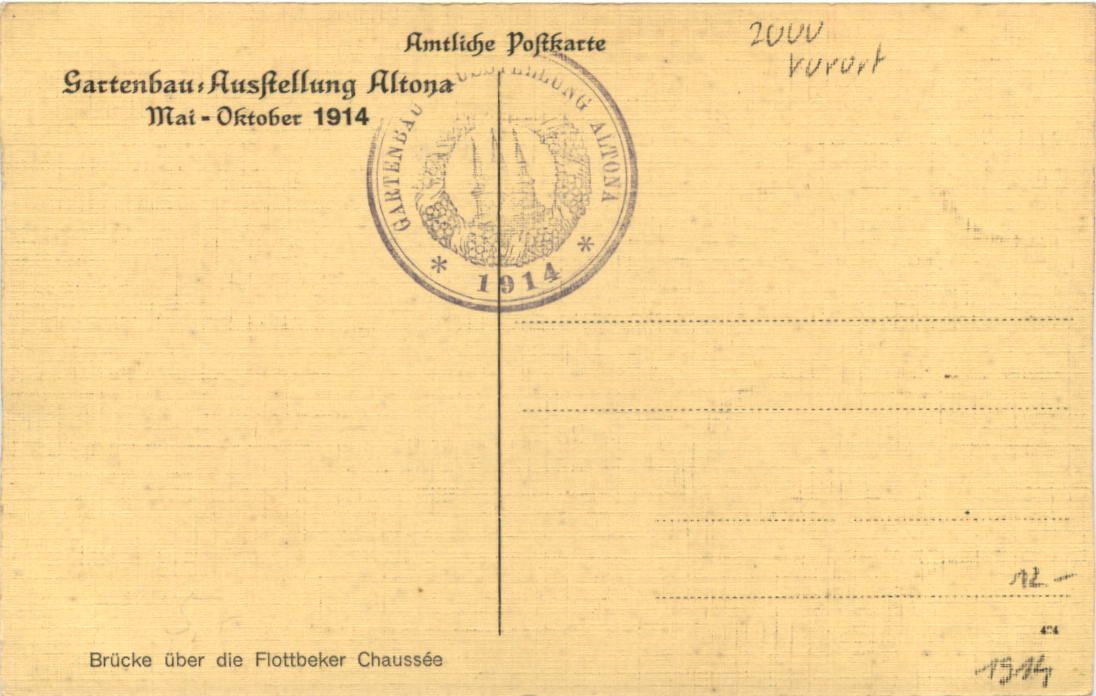 Amtliche Postkarte
Gartenbau-Ausstellung Altona
Mai - Oktober 1914
GARTENBAU AUSSTELLUNG ALTONA
* 1914 *
2000
Vorort
12 –
424
1914
Brücke über die Flottbeker Chaussée